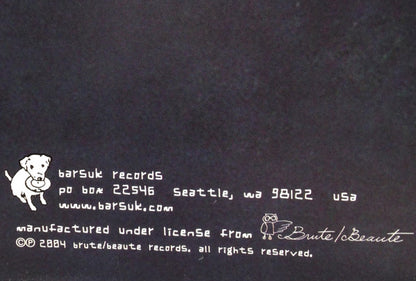 barsuk records
po box 22546 Seattle, wa 98122 usa
www.barsuk.com
manufactured under license from Brute/Beaute
©℗ 2004 brute/beaute records. all rights reserved.